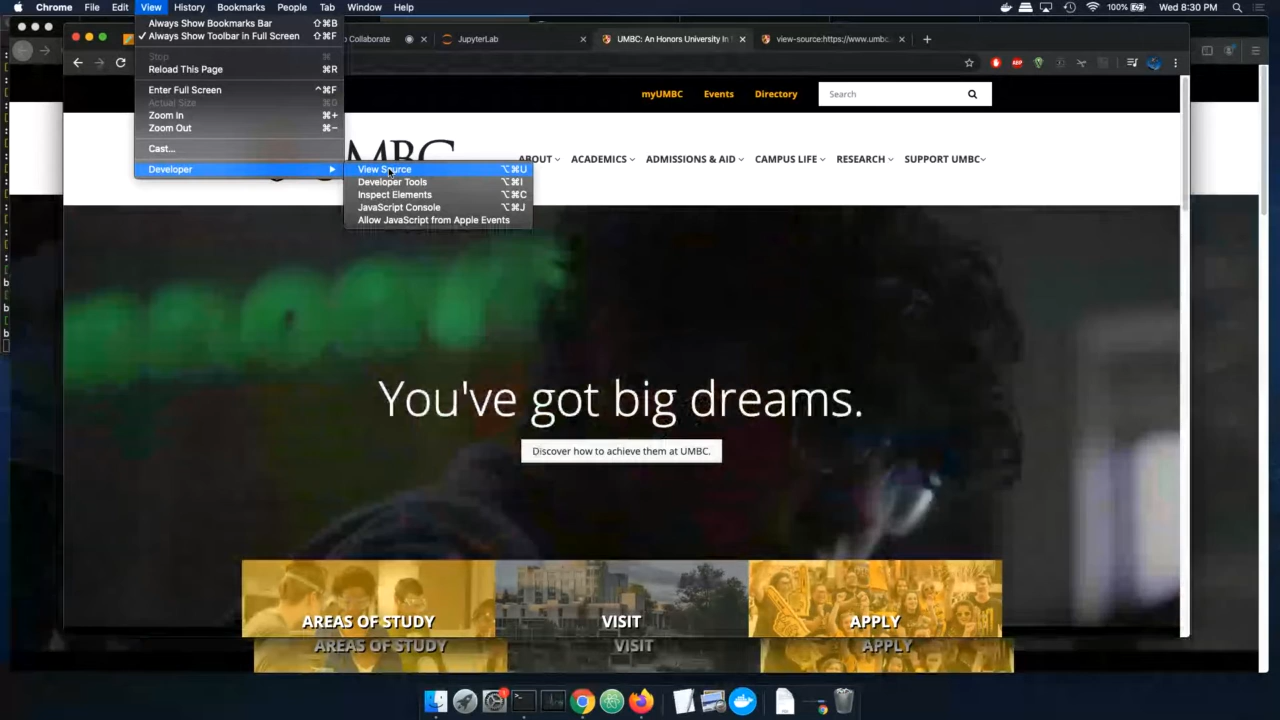 Chrome File Edit View History Bookmarks People Tab Window Help 100% Wed 8:30 PM
Always Show Bookmarks Bar ⇧⌘B
✓ Always Show Toolbar in Full Screen ⇧⌘F
Stop ⌘.
Reload This Page ⌘R
Enter Full Screen ^⌘F
Actual Size ⌘0
Zoom In ⌘+
Zoom Out ⌘−
Cast...
Developer
View Source ⌥⌘U
Developer Tools ⌥⌘I
Inspect Elements ⌥⌘C
JavaScript Console ⌥⌘J
Allow JavaScript from Apple Events
Collaborate
JupyterLab
UMBC: An Honors University In
view-source:https://www.umbc.
ABP
myUMBC Events Directory Search
ABOUT ACADEMICS ADMISSIONS & AID CAMPUS LIFE RESEARCH SUPPORT UMBC
You've got big dreams.
Discover how to achieve them at UMBC.
AREAS OF STUDY VISIT APPLY
AREAS OF STUDY VISIT APPLY